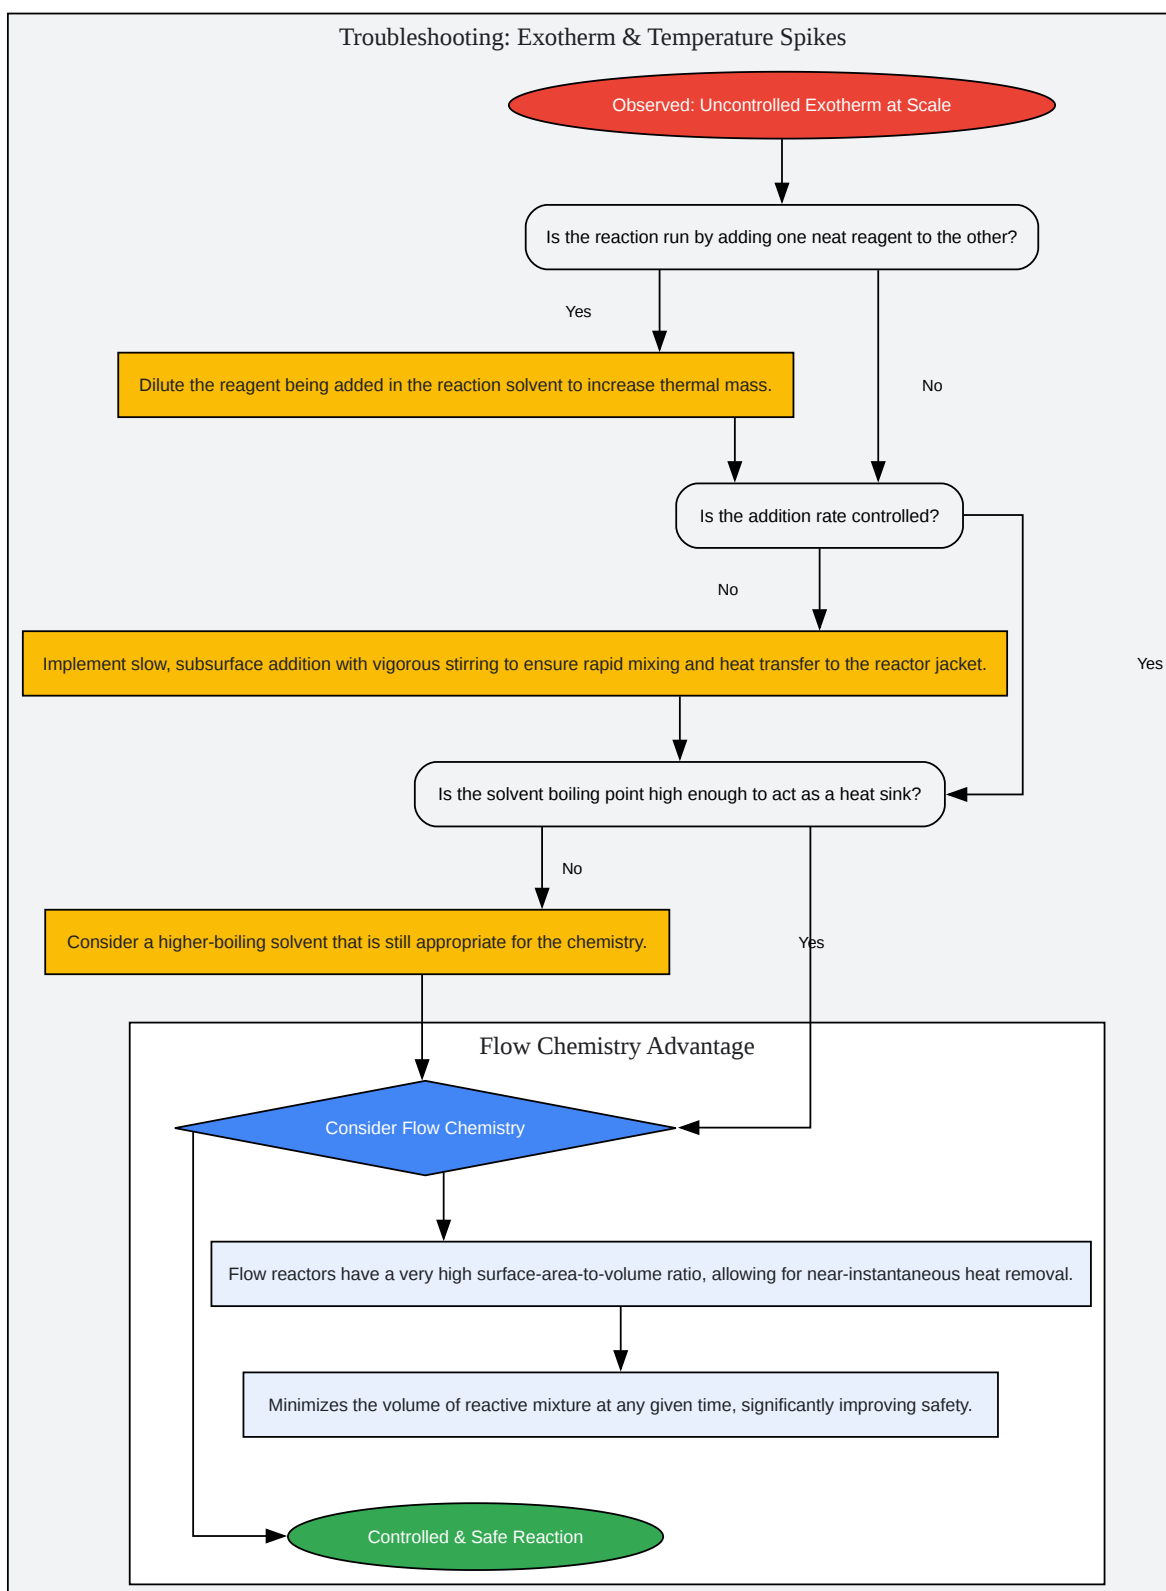 Troubleshooting: Exotherm & Temperature Spikes
Observed: Uncontrolled Exotherm at Scale
Is the reaction run by adding one neat reagent to the other?
Yes
Dilute the reagent being added in the reaction solvent to increase thermal mass.
No
Is the addition rate controlled?
No
Implement slow, subsurface addition with vigorous stirring to ensure rapid mixing and heat transfer to the reactor jacket.
Yes
Is the solvent boiling point high enough to act as a heat sink?
No
Consider a higher-boiling solvent that is still appropriate for the chemistry.
Yes
Flow Chemistry Advantage
Consider Flow Chemistry
Flow reactors have a very high surface-area-to-volume ratio, allowing for near-instantaneous heat removal.
Minimizes the volume of reactive mixture at any given time, significantly improving safety.
Controlled & Safe Reaction